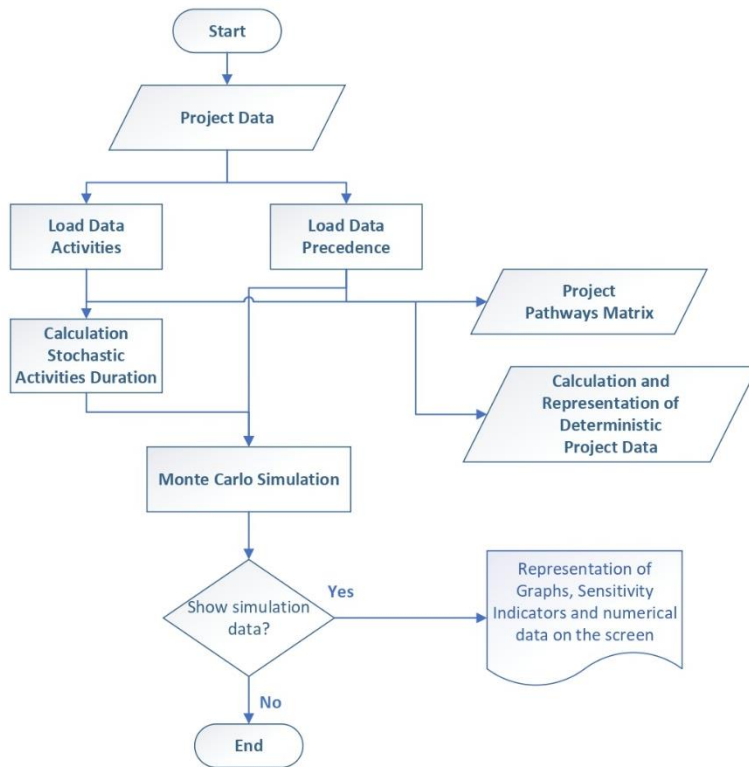 Start
Project Data
Load Data
Activities
Load Data
Precedence
Project
Pathways Matrix
Calculation
Stochastic
Activities Duration
Calculation and
Representation of
Deterministic
Project Data
Monte Carlo Simulation
Show simulation
data?
Yes
Representation of
Graphs, Sensitivity
Indicators and numerical
data on the screen
No
End